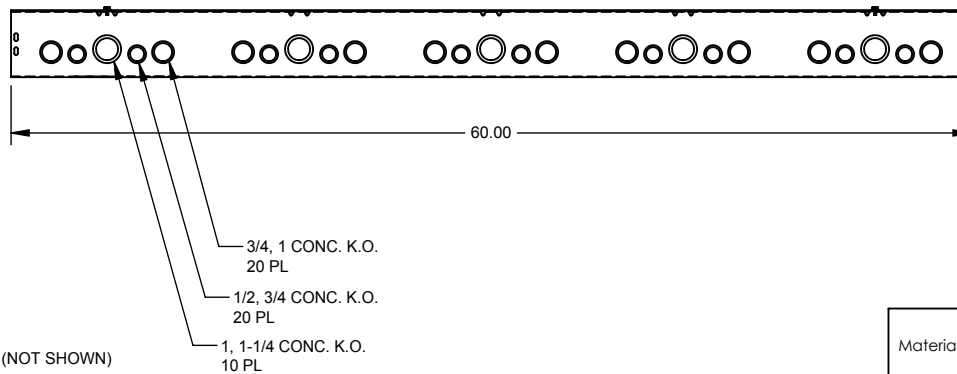 60.00
3/4, 1 CONC. K.O.
20 PL
1/2, 3/4 CONC. K.O.
20 PL
1, 1-1/4 CONC. K.O.
10 PL
(NOT SHOWN)